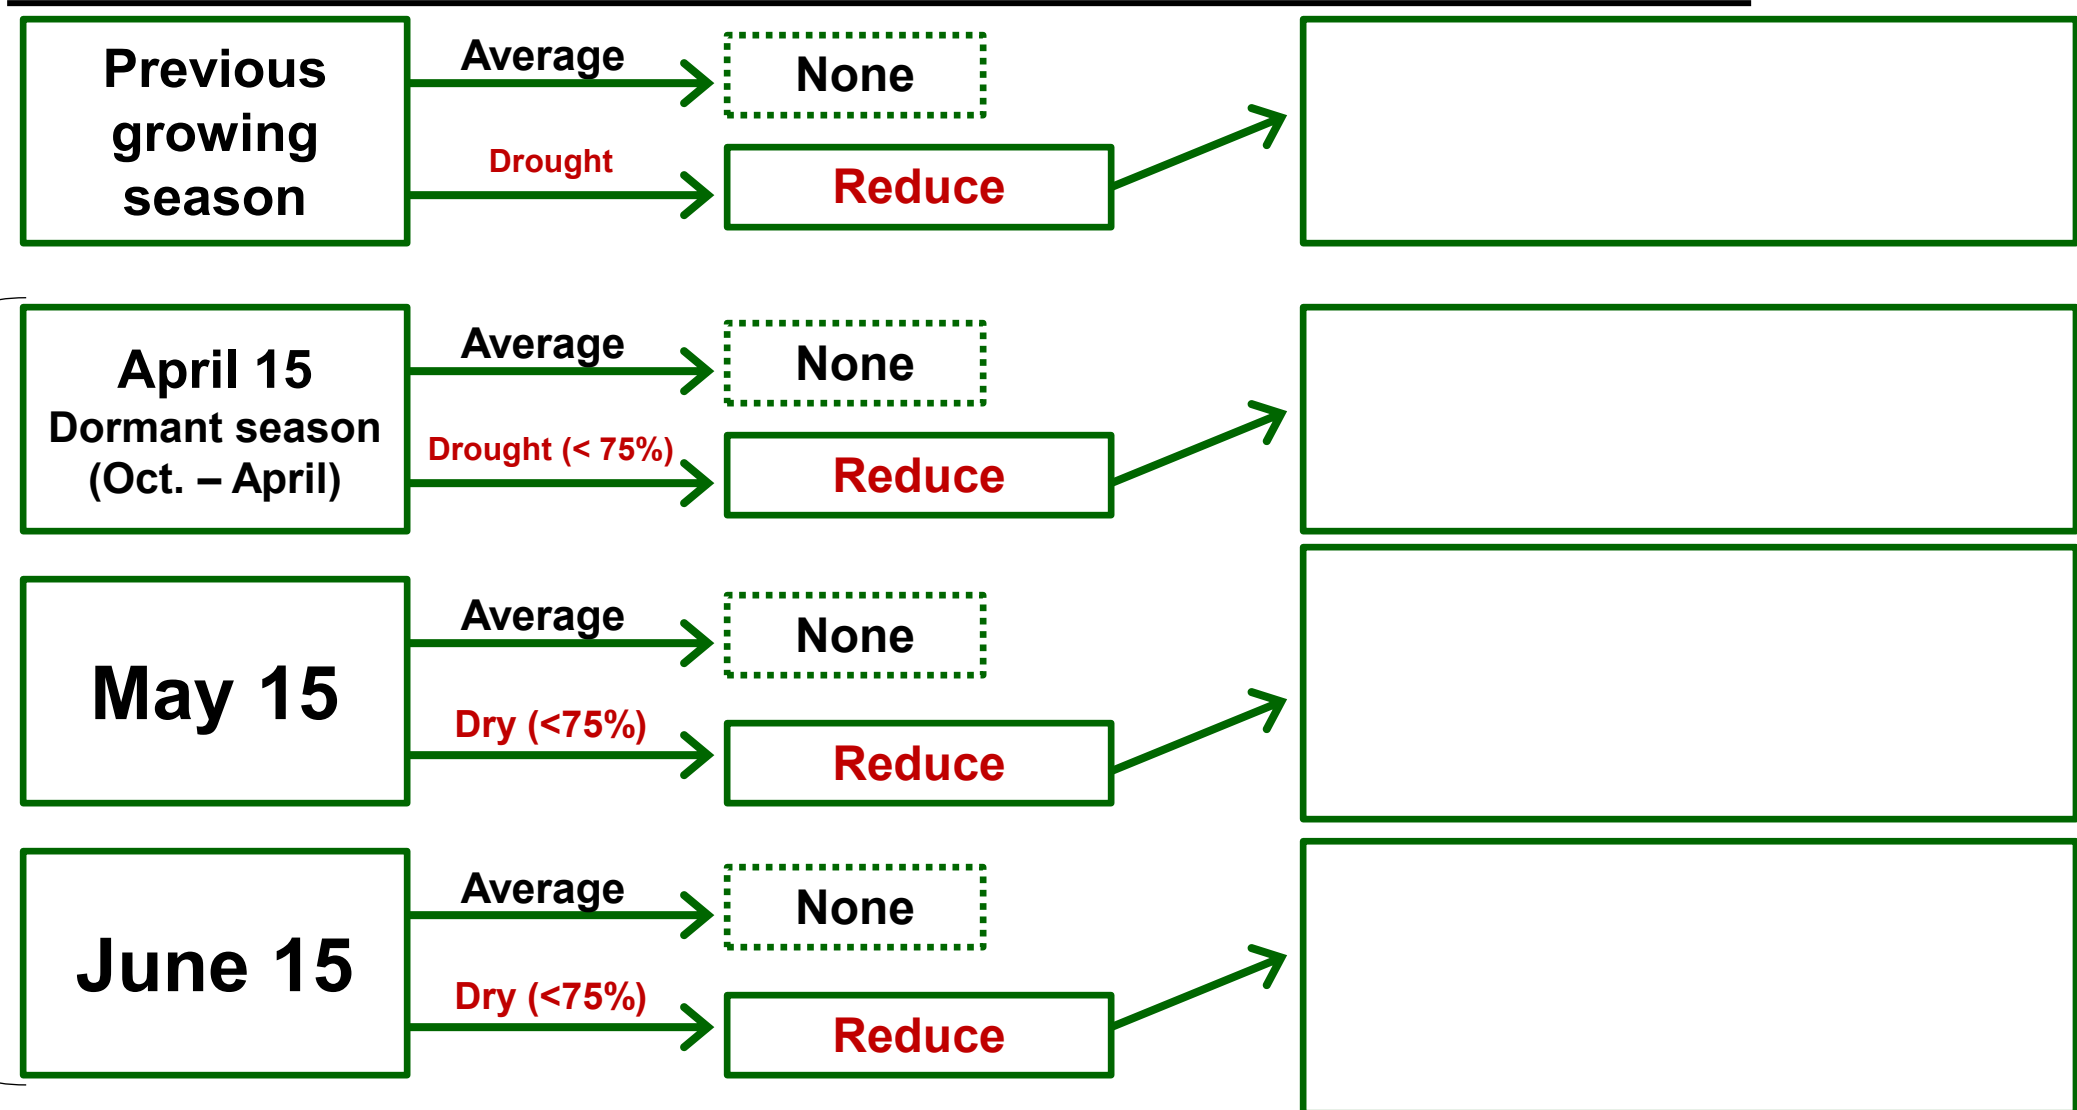 Previous
growing
season
Average
None
Drought
Reduce
April 15
Dormant season
(Oct. – April)
Average
None
Drought (< 75%)
Reduce
May 15
Average
None
Dry (<75%)
Reduce
June 15
Average
None
Dry (<75%)
Reduce